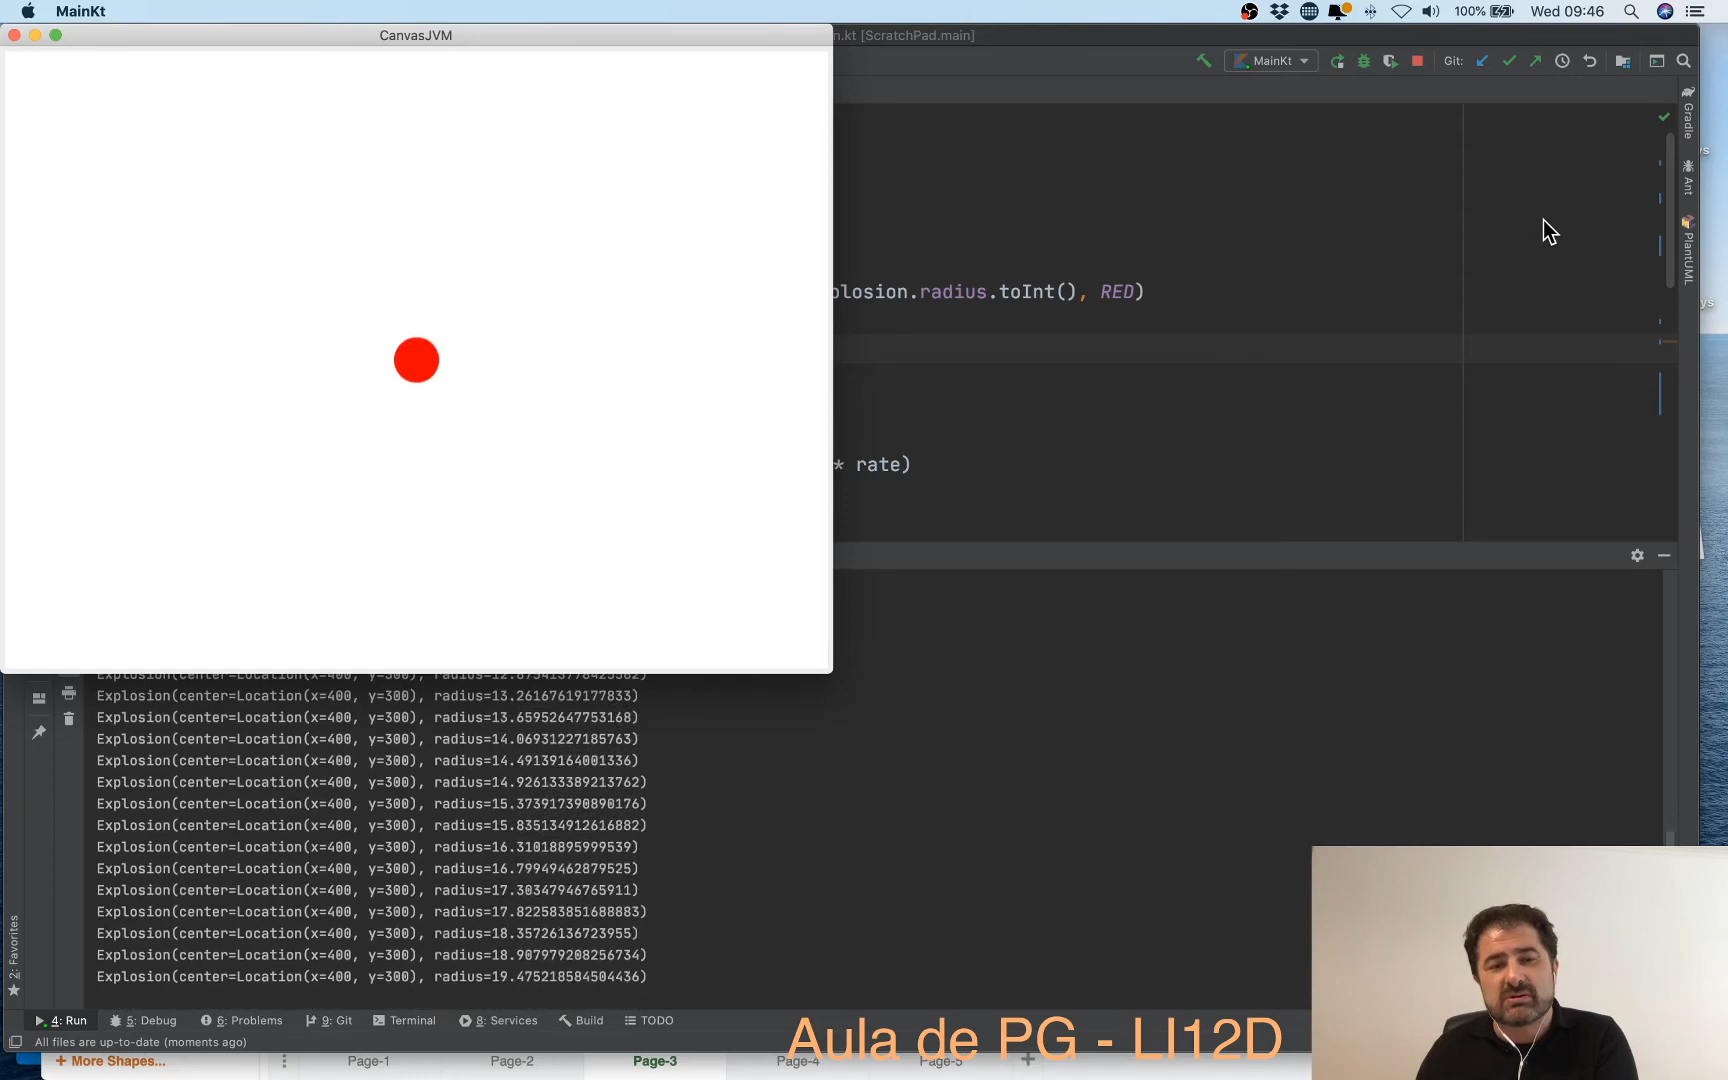 MainKt
100%
Wed 09:46
CanvasJVM
n.kt [ScratchPad.main]
MainKt
Git:
Gradle
Ant
PlantUML
plosion.radius.toInt(), RED)
* rate)
Explosion(center=Location(x=400, y=300), radius=12.875413778425582)
Explosion(center=Location(x=400, y=300), radius=13.26167619177833)
Explosion(center=Location(x=400, y=300), radius=13.65952647753168)
Explosion(center=Location(x=400, y=300), radius=14.06931227185763)
Explosion(center=Location(x=400, y=300), radius=14.49139164001336)
Explosion(center=Location(x=400, y=300), radius=14.926133389213762)
Explosion(center=Location(x=400, y=300), radius=15.373917390890176)
Explosion(center=Location(x=400, y=300), radius=15.835134912616882)
Explosion(center=Location(x=400, y=300), radius=16.31018895999539)
Explosion(center=Location(x=400, y=300), radius=16.79949462879525)
Explosion(center=Location(x=400, y=300), radius=17.30347946765911)
Explosion(center=Location(x=400, y=300), radius=17.822583851688883)
Explosion(center=Location(x=400, y=300), radius=18.35726136723955)
Explosion(center=Location(x=400, y=300), radius=18.907979208256734)
Explosion(center=Location(x=400, y=300), radius=19.475218584504436)
2: Favorites
4: Run
5: Debug
6: Problems
9: Git
Terminal
8: Services
Build
TODO
All files are up-to-date (moments ago)
Aula de PG - LI12D
+ More Shapes...
Page-1
Page-2
Page-3
Page-4
Page-5